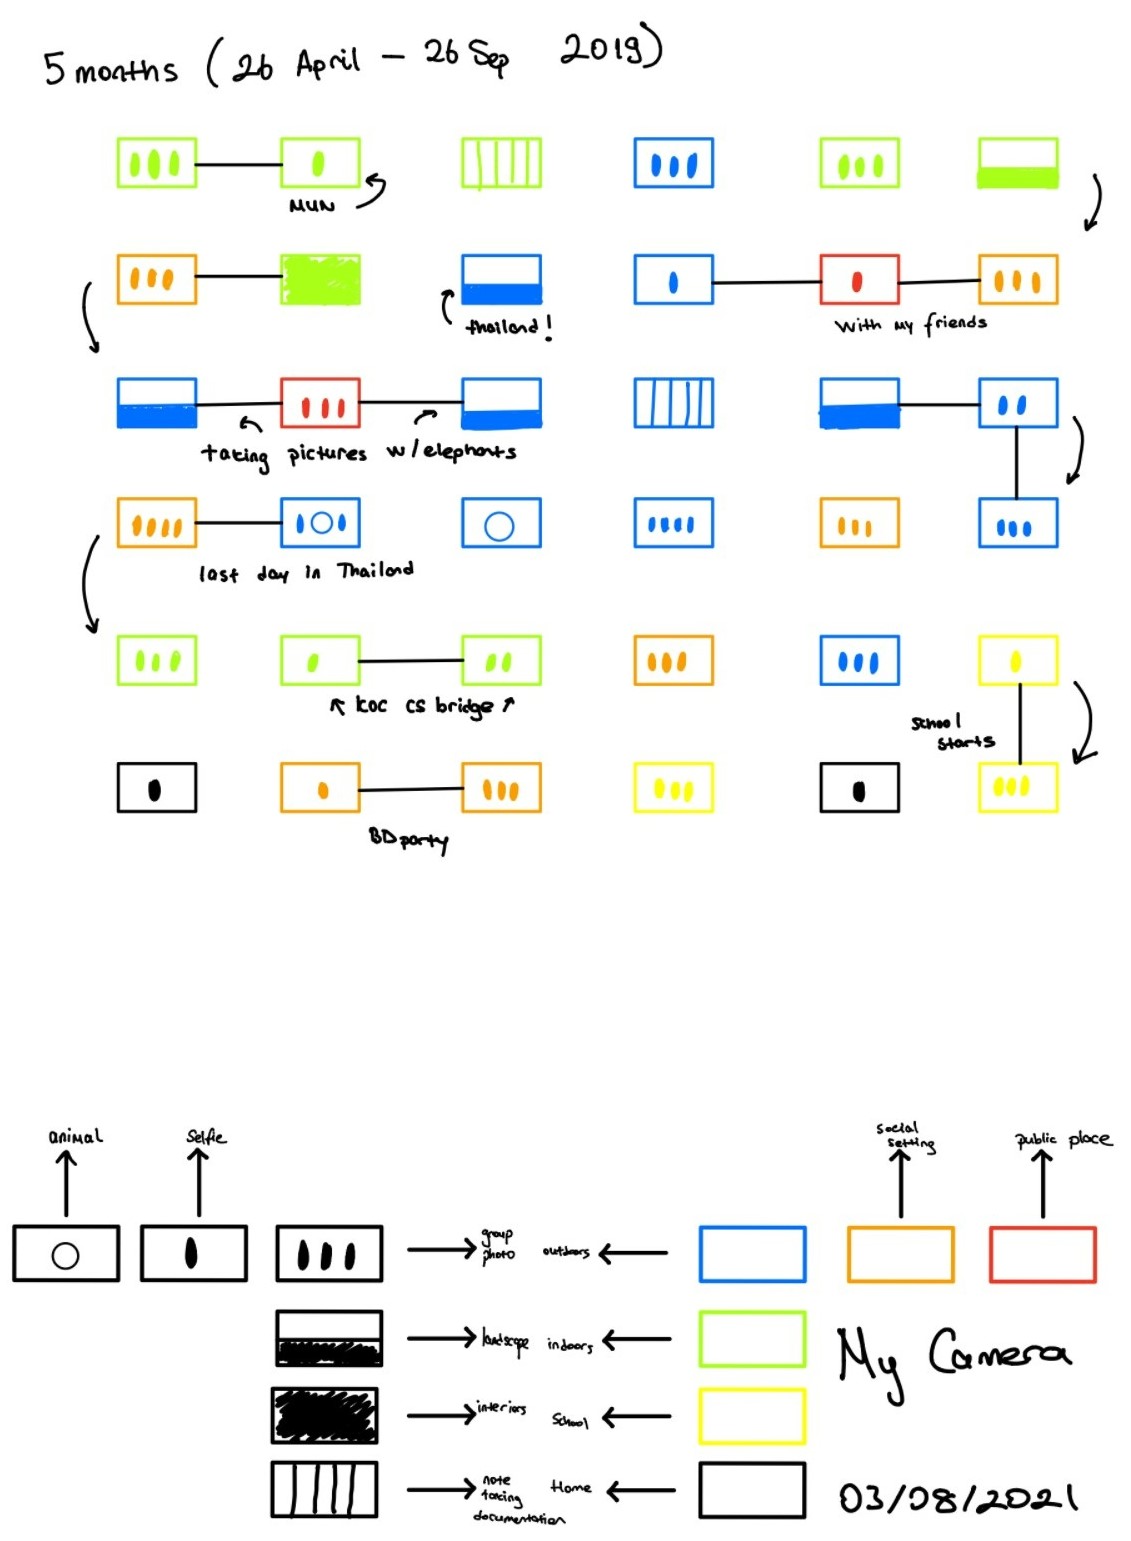 5 months (26 April - 26 Sep 2019)
MUN
thailand!
with my friends
taking pictures w/elephants
last day in Thailand
koc cs bridge
school
starts
BD party
animal
Selfie
social
setting
public place
group
photo
outdoors
landscape
indoors
interiors
School
note
taking
documentation
Home
My Camera
03/08/2021